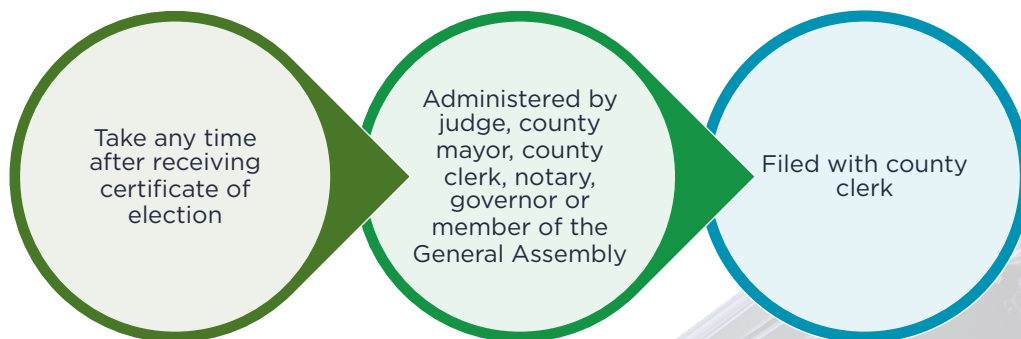 Take any time
after receiving
certificate of
election
Administered by
judge, county
mayor, county
clerk, notary,
governor or
member of the
General Assembly
Filed with county
clerk